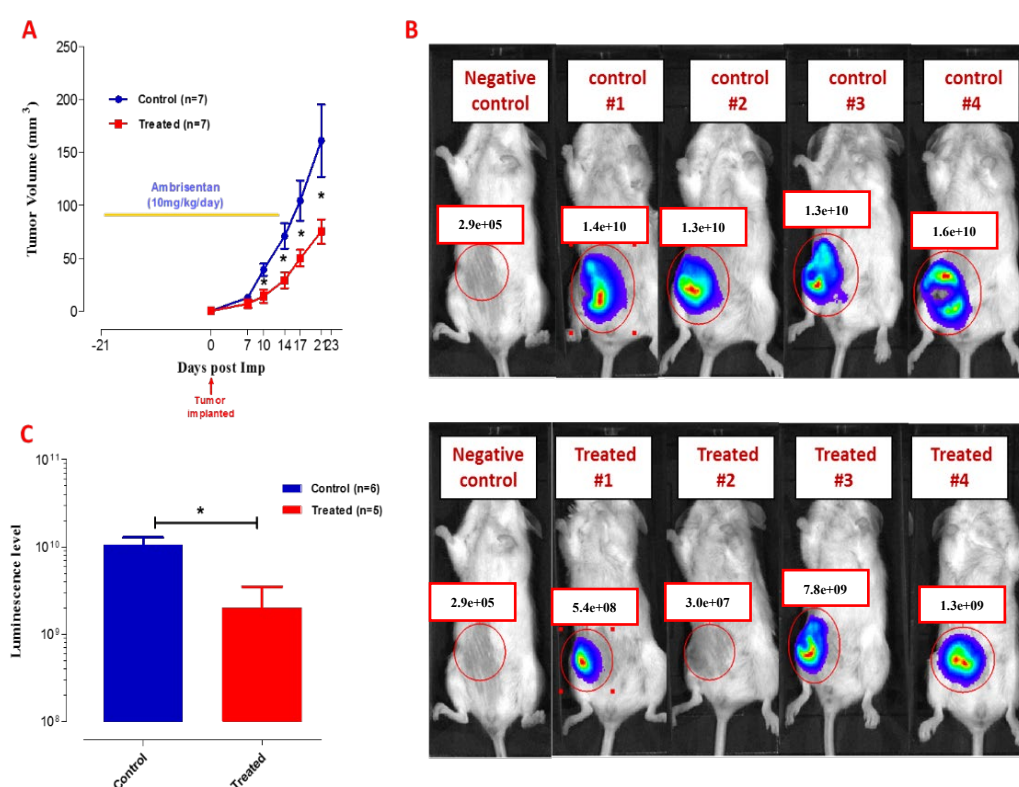 A
250
200
150
100
50
0
Tumor Volume (mm 3)
Control (n=7)
Treated (n=7)
Ambrisentan
(10mg/kg/day)
*
*
*
*
-21
0
7
10
14
17
21
23
Days post Imp
Tumor
implanted
B
Negative
control
control
#1
control
#2
control
#3
control
#4
2.9e+05
1.4e+10
1.3e+10
1.3e+10
1.6e+10
Negative
control
Treated
#1
Treated
#2
Treated
#3
Treated
#4
2.9e+05
5.4e+08
3.0e+07
7.8e+09
1.3e+09
C
10¹¹
10¹⁰
10⁹
10⁸
Luminescence level
Control (n=6)
Treated (n=5)
*
Control
Treated